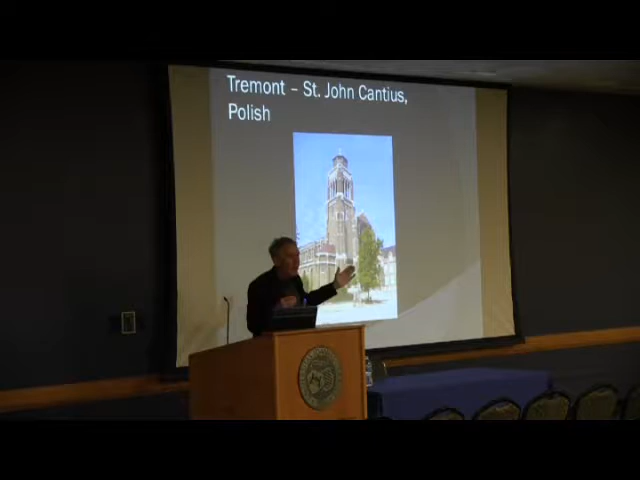 Tremont – St. John Cantius,
Polish